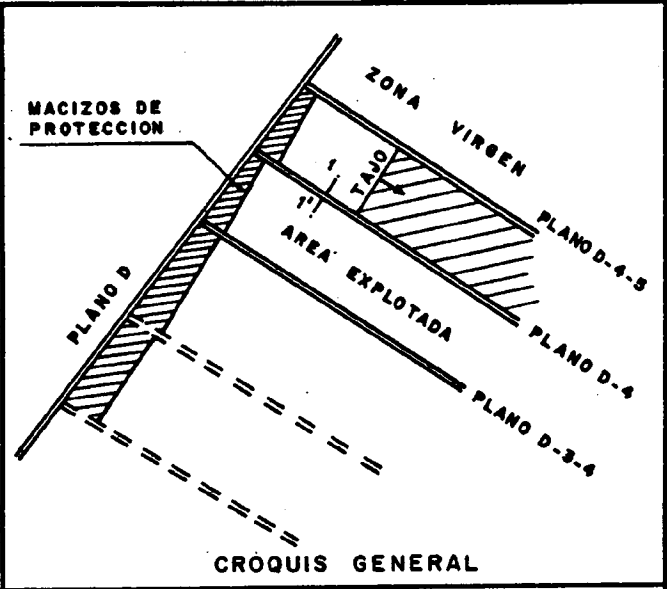 MACIZOS DE
PROTECCION
ZONA VIRGEN
TAJO
1
1'
AREA EXPLOTADA
PLANO D
PLANO D-4-5
PLANO D-4
PLANO D-3-4
CROQUIS GENERAL